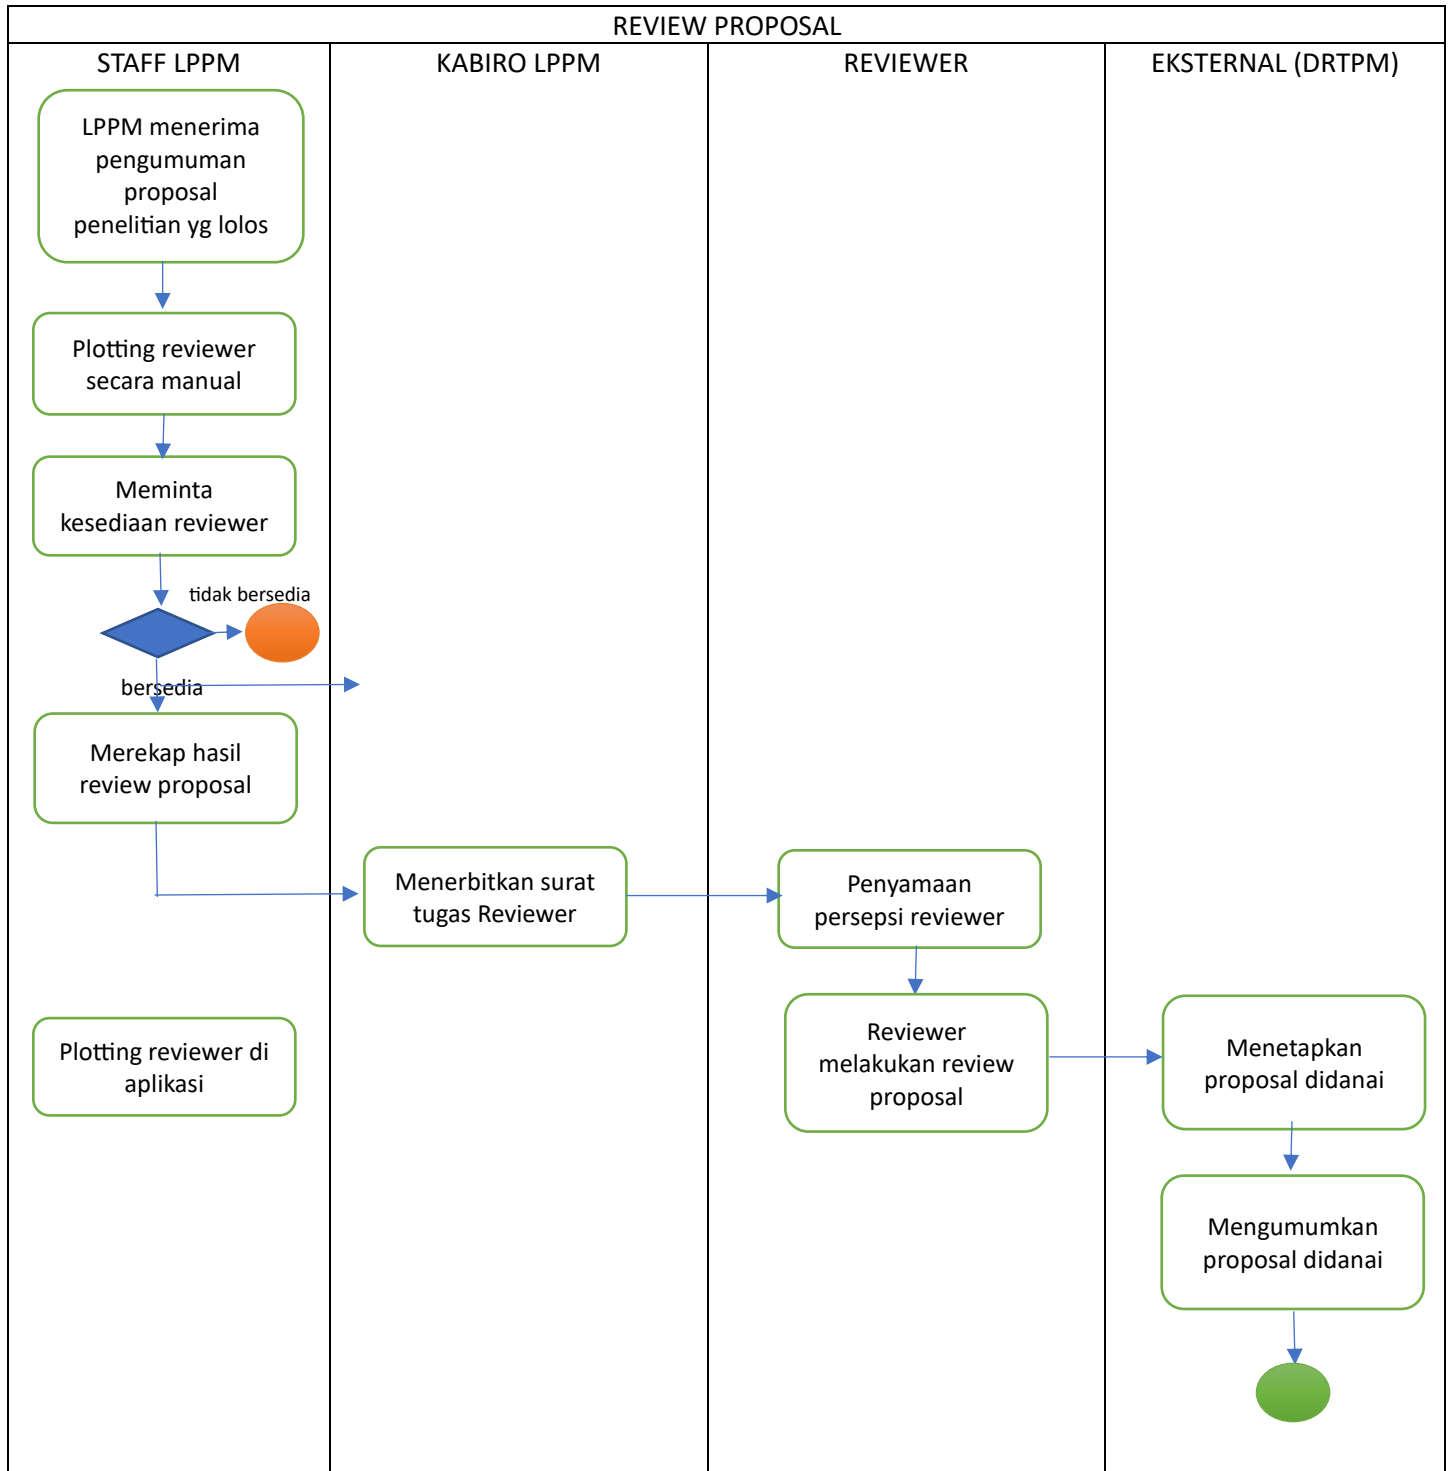 REVIEW PROPOSAL
STAFF LPPM
KABIRO LPPM
REVIEWER
EKSTERNAL (DRTPM)
LPPM menerima
pengumuman
proposal
penelitian yg lolos
Plotting reviewer
secara manual
Meminta
kesediaan reviewer
tidak bersedia
bersedia
Merekap hasil
review proposal
Menerbitkan surat
tugas Reviewer
Penyamaan
persepsi reviewer
Plotting reviewer di
aplikasi
Reviewer
melakukan review
proposal
Menetapkan
proposal didanai
Mengumumkan
proposal didanai